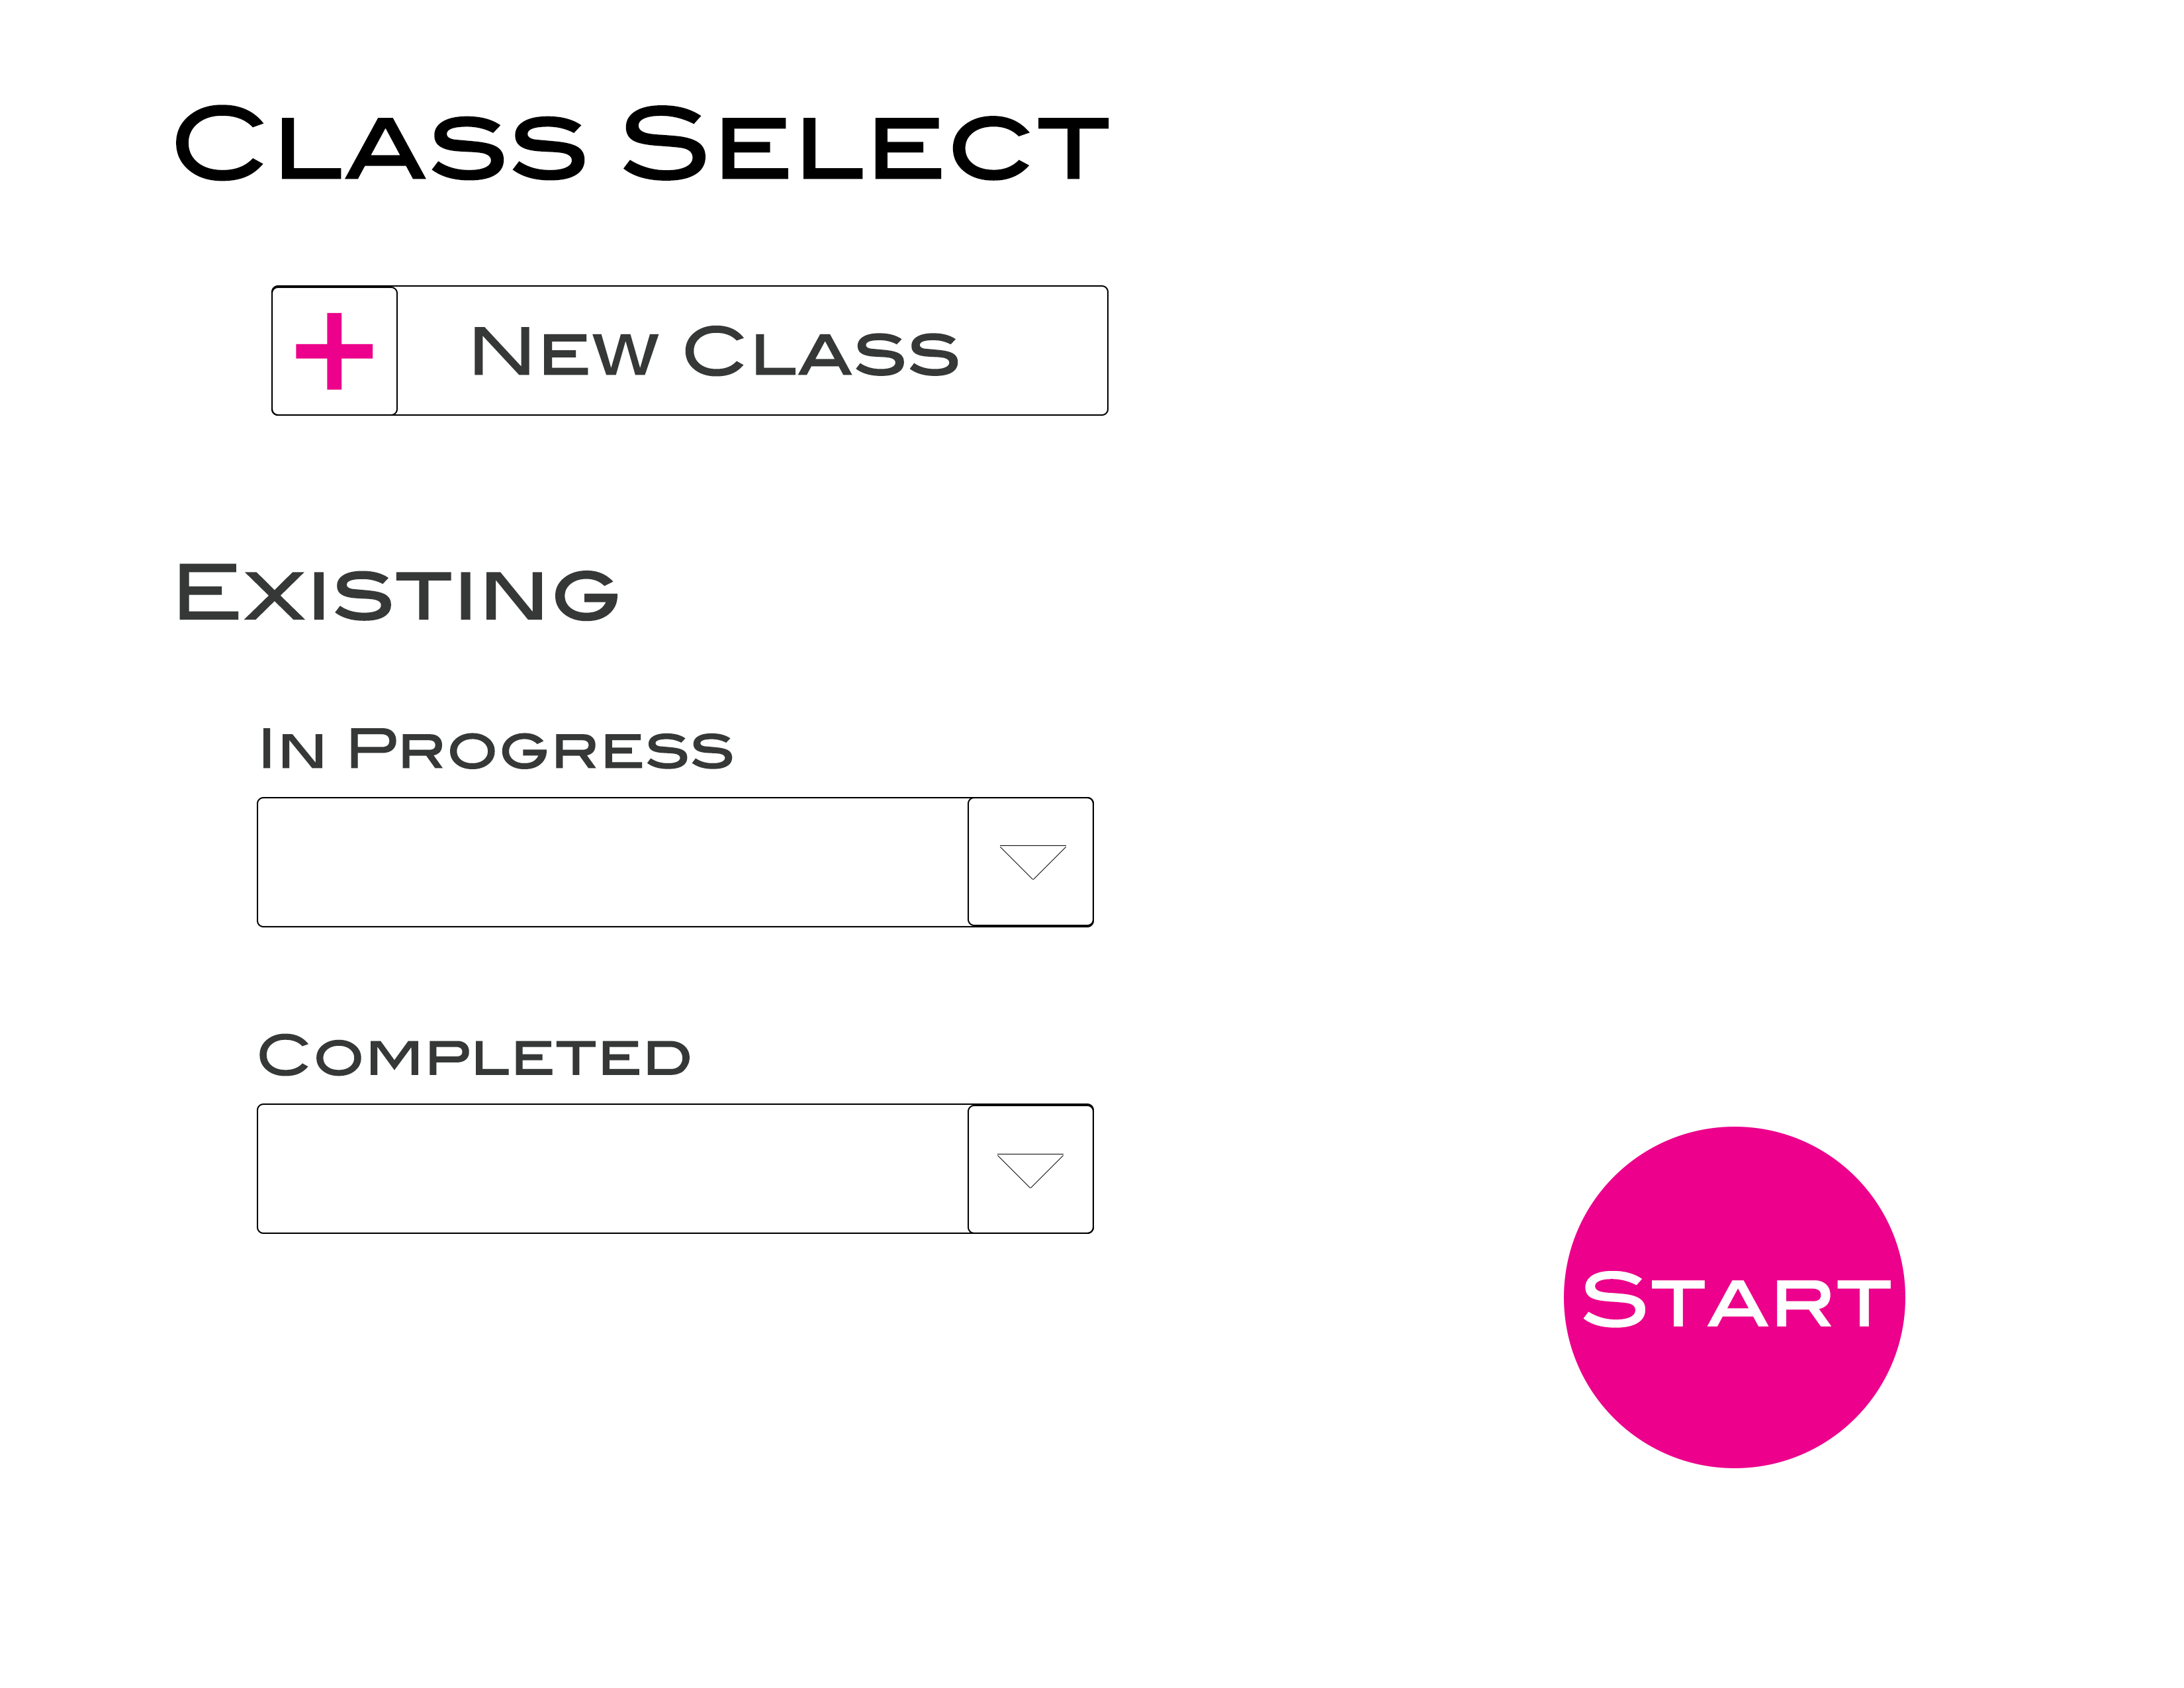 Class Select
New Class
Existing
In Progress
Completed
Start